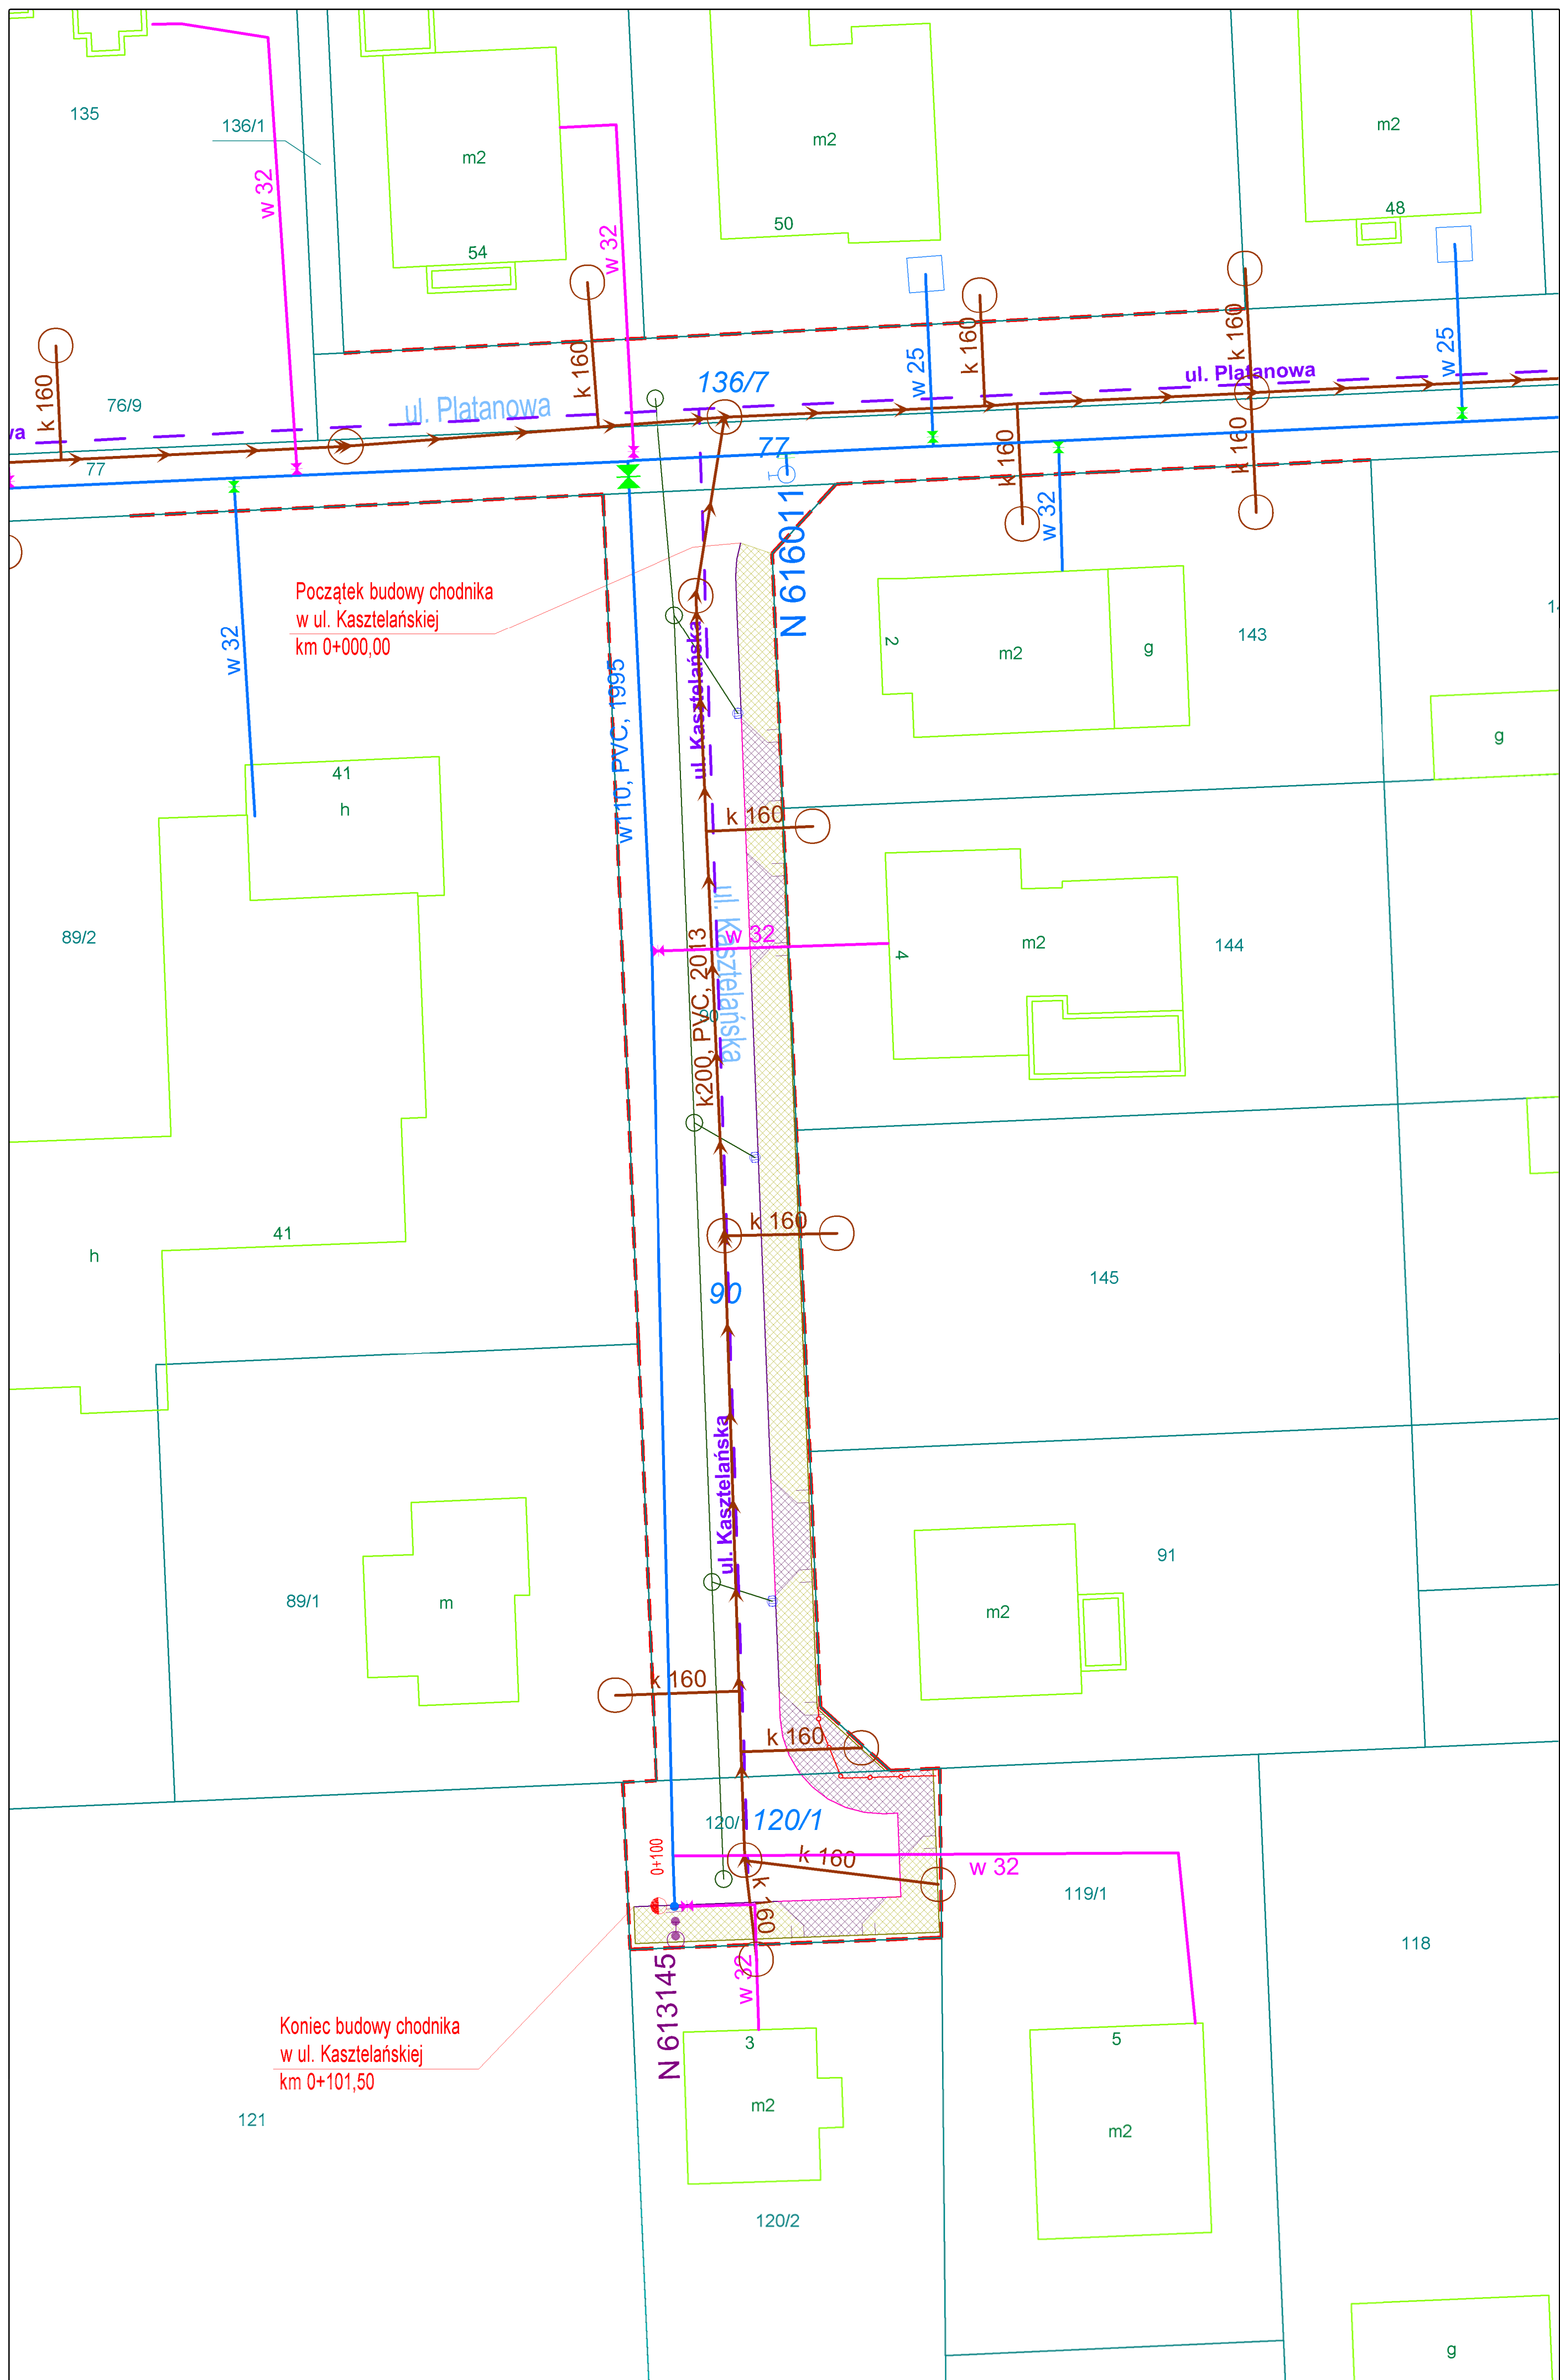 135
136/1
w 32
m2
54
w 32
m2
50
m2
48
k 160
k 160
w 25
k 160
k 160
w 25
76/9
ul. Platanowa
136/7
ul. Platanowa
wa
77
77
k 160
k 160
w 32
N 616011
Początek budowy chodnika
w ul. Kasztelańskiej
km 0+000,00
w 32
w110, PVC, 1995
ul. Kasztelańska
2
m2
g
143
14
g
41
h
k 160
89/2
k200, PVC, 2013
ul. Kasztelańska
90
w 32
4
m2
144
k 160
41
h
90
145
ul. Kasztelańska
89/1
m
m2
91
k 160
k 160
120/1
120/1
0+100
k 160
w 32
119/1
k 160
w 32
N 613145
118
Koniec budowy chodnika
w ul. Kasztelańskiej
km 0+101,50
121
3
m2
5
m2
120/2
g